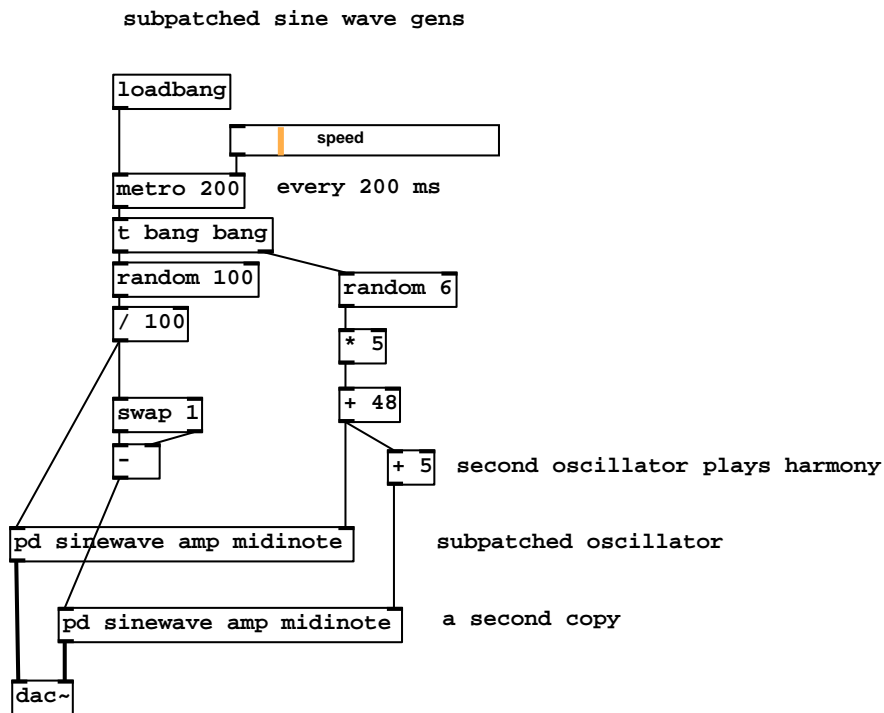 subpatched sine wave gens
loadbang
speed
metro 200
every 200 ms
t bang bang
random 100
random 6
/ 100
* 5
+ 48
swap 1
-
+ 5
second oscillator plays harmony
pd sinewave amp midinote
subpatched oscillator
pd sinewave amp midinote
a second copy
dac~